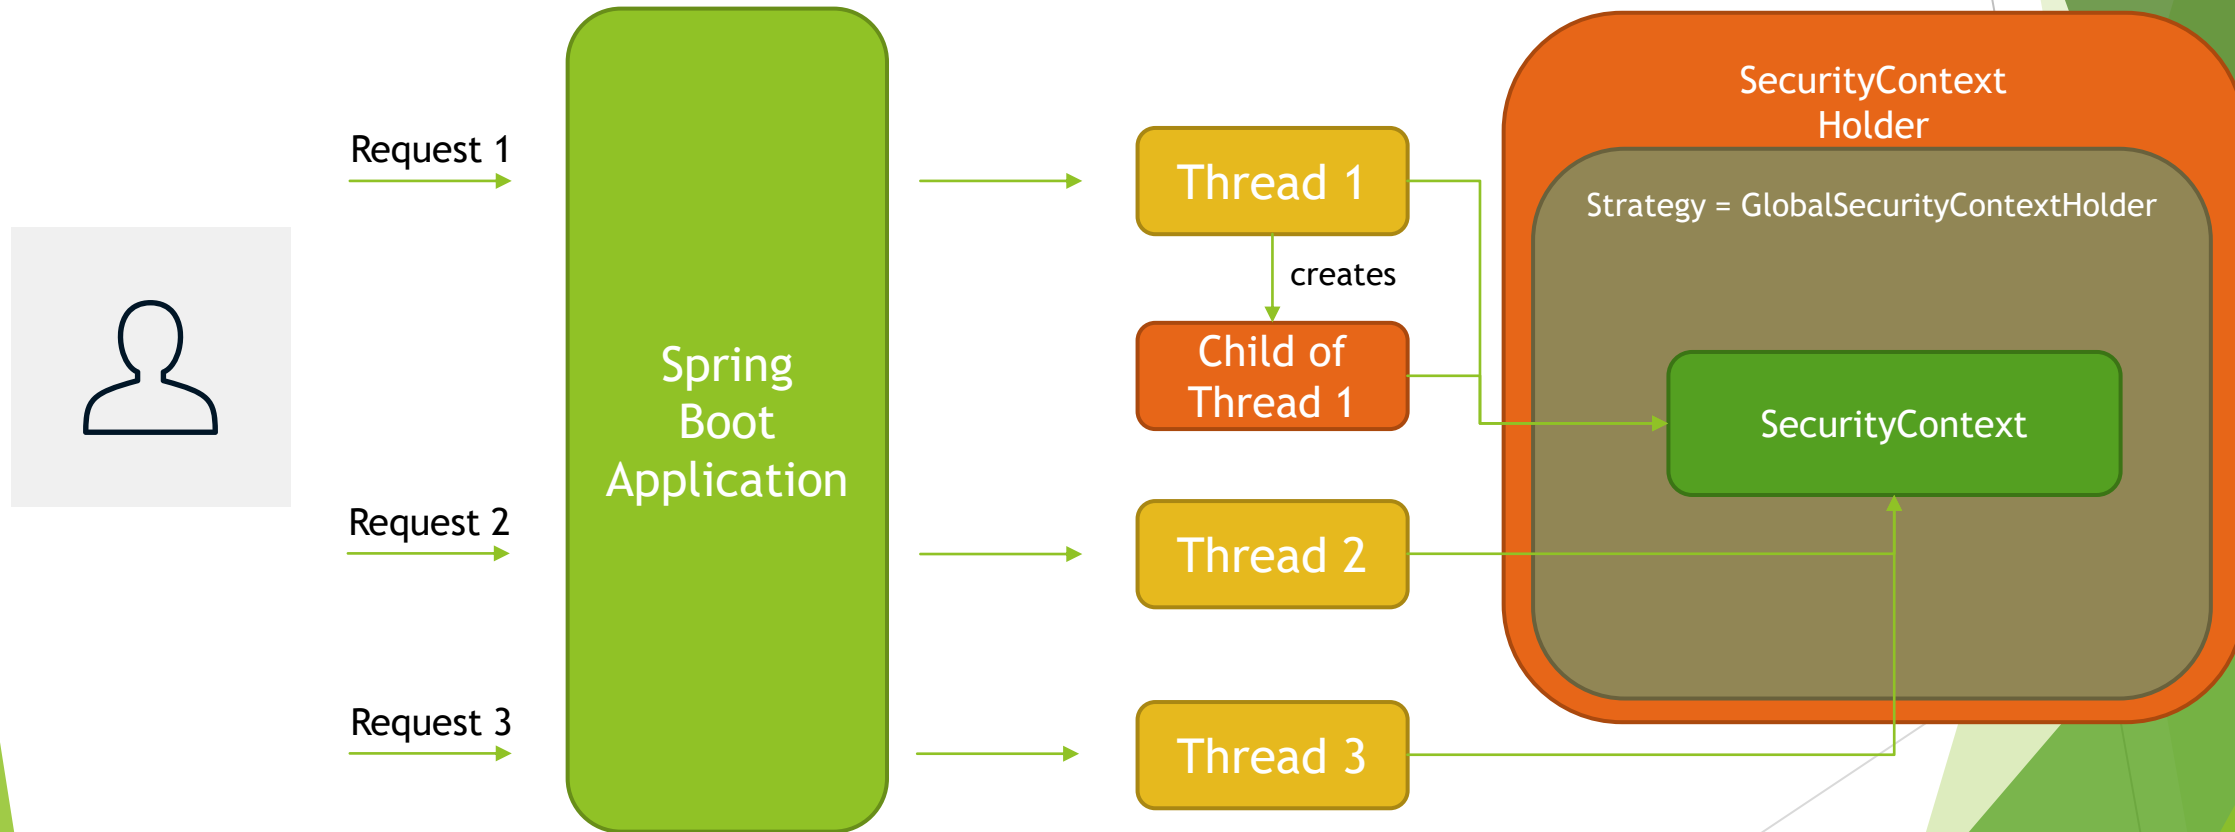 SecurityContext
Holder
Request 1
Thread 1
Strategy = GlobalSecurityContextHolder
creates
Spring
Boot
Application
Child of
Thread 1
SecurityContext
Request 2
Thread 2
Request 3
Thread 3